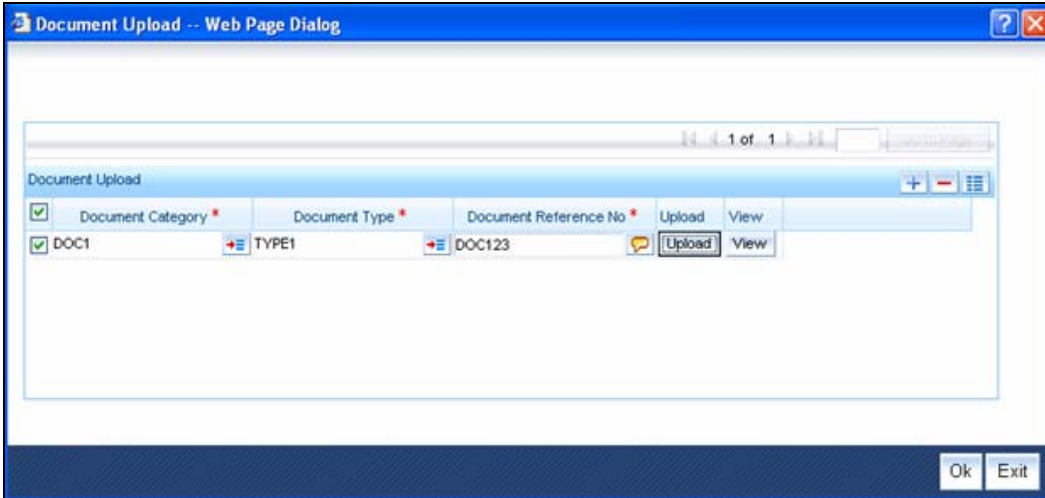 Document Upload -- Web Page Dialog
1 of 1
Document Upload
Document Category * Document Type * Document Reference No * Upload View
DOC1 TYPE1 DOC123 Upload View
Ok Exit